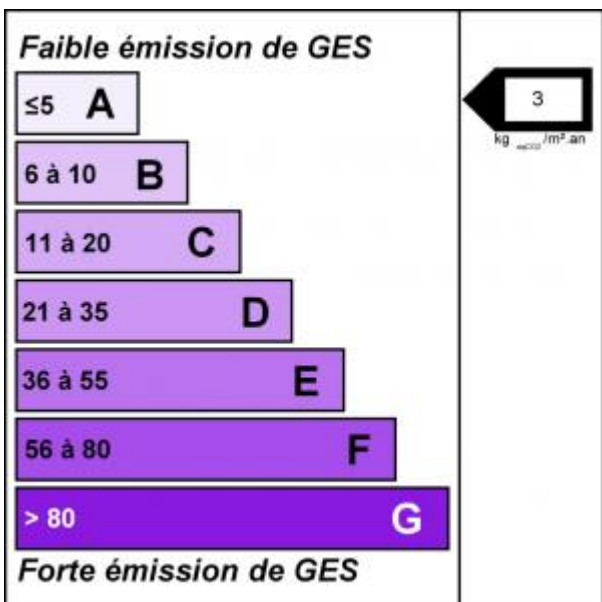 Faible émission de GES
≤5 A
3
kg eqCO2 /m².an
6 à 10 B
11 à 20 C
21 à 35 D
36 à 55 E
56 à 80 F
> 80 G
Forte émission de GES